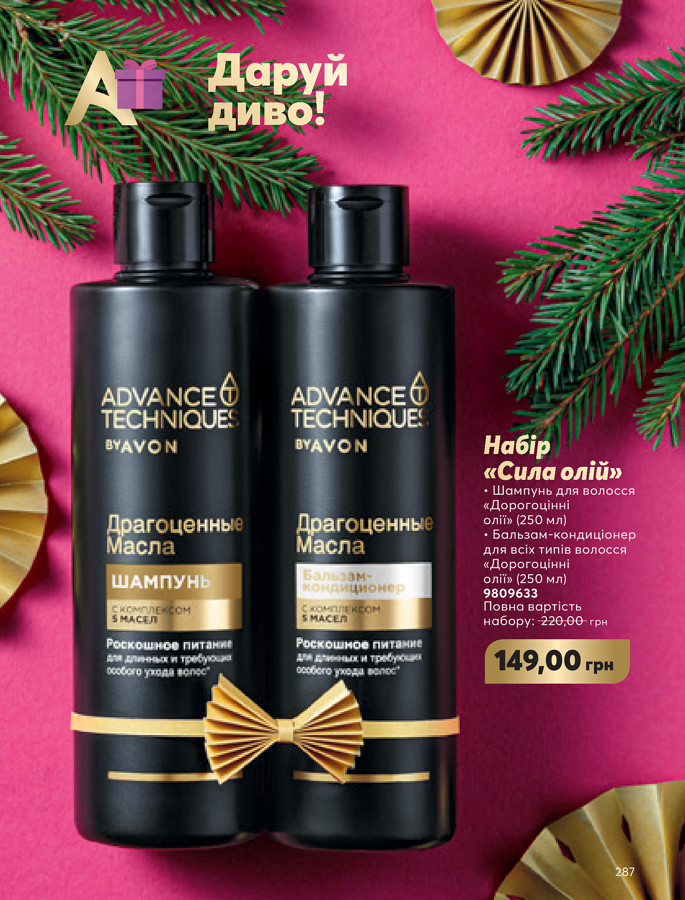 Даруй
диво!
ADVANCE
TECHNIQUES
BY AVON
Драгоценные
Масла
ШАМПУНЬ
С КОМПЛЕКСОМ
5 МАСЕЛ
Роскошное питание
для длинных и требующих
особого ухода волос*
ADVANCE
TECHNIQUES
BY AVON
Драгоценные
Масла
Бальзам-
кондиционер
С КОМПЛЕКСОМ
5 МАСЕЛ
Роскошное питание
для длинных и требующих
особого ухода волос*
Набір
«Сила олій»
• Шампунь для волосся
«Дорогоцінні
олії» (250 мл)
• Бальзам-кондиціонер
для всіх типів волосся
«Дорогоцінні
олії» (250 мл)
9809633
Повна вартість
набору: 220,00 грн
149,00 грн
287